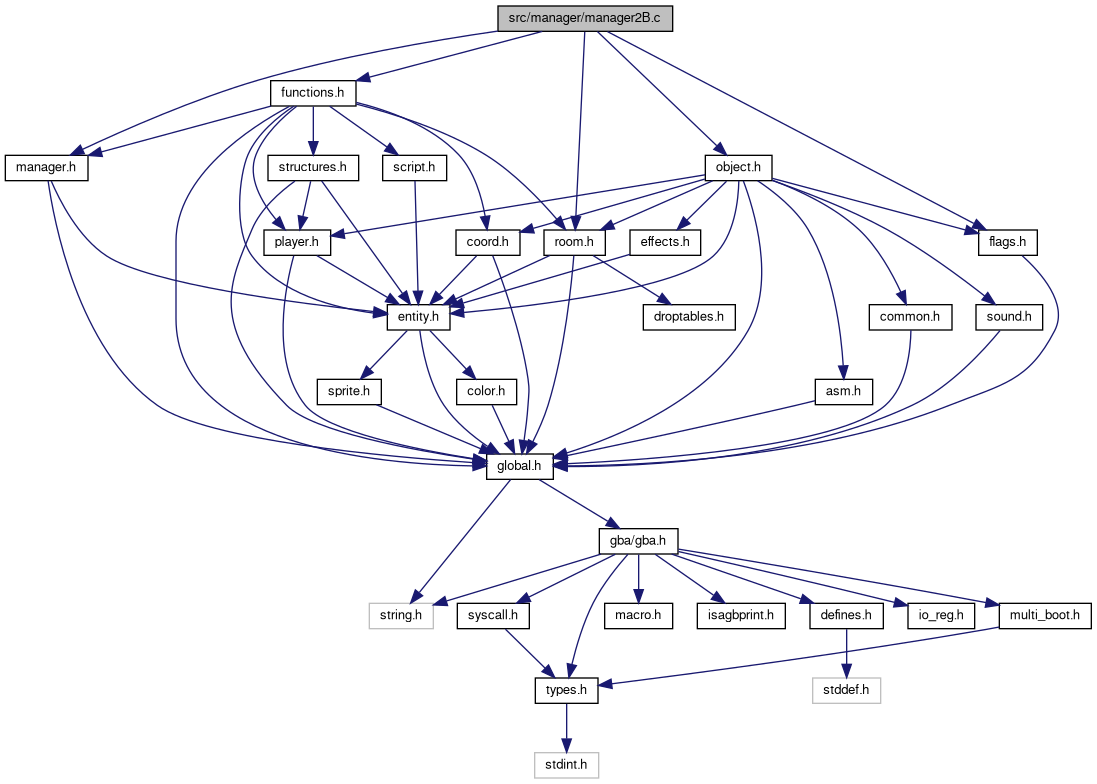 src/manager/manager2B.c
functions.h
manager.h
structures.h
script.h
object.h
player.h
coord.h
room.h
effects.h
flags.h
entity.h
droptables.h
common.h
sound.h
sprite.h
color.h
asm.h
global.h
gba/gba.h
string.h
syscall.h
macro.h
isagbprint.h
defines.h
io_reg.h
multi_boot.h
types.h
stddef.h
stdint.h